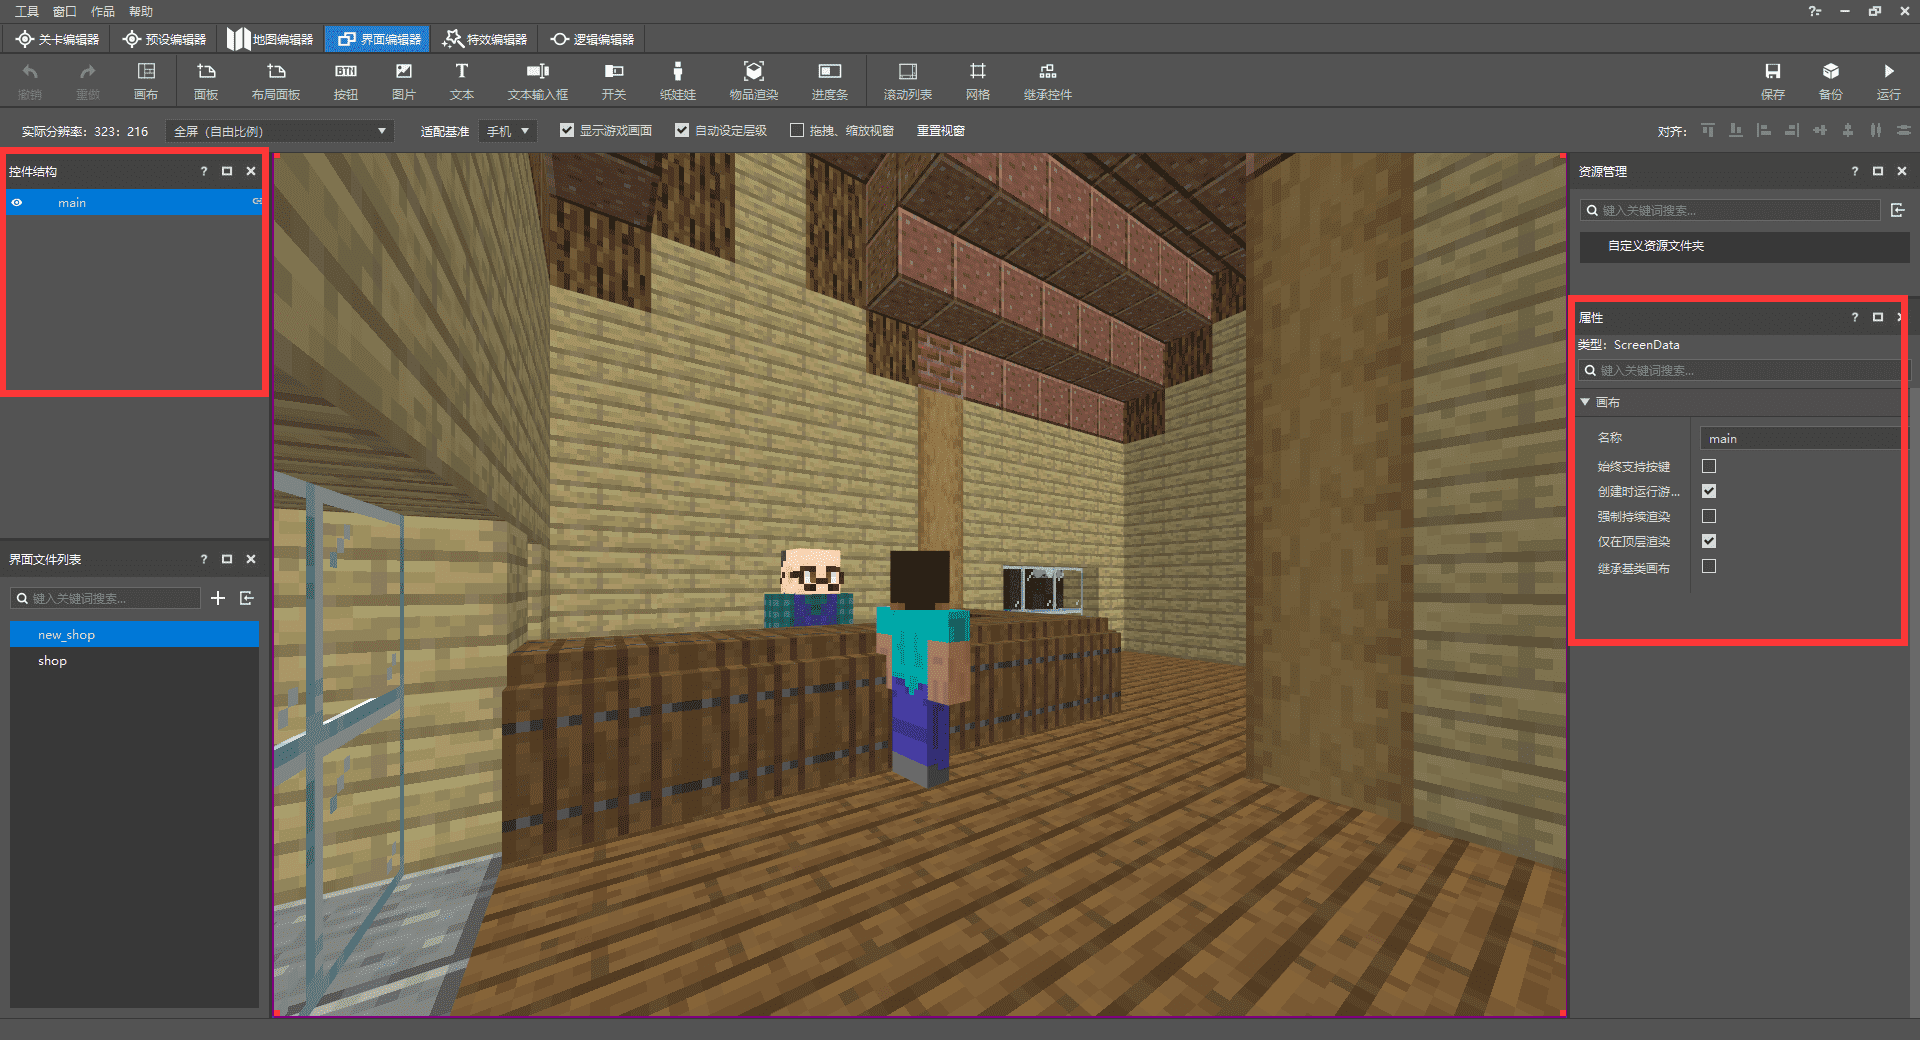 工具 窗口 作品 帮助
关卡编辑器 预设编辑器 地图编辑器 界面编辑器 特效编辑器 逻辑编辑器
撤销 重做 画布 面板 布局面板 按钮 图片 文本 文本输入框 开关 纸娃娃 物品渲染 进度条 滚动列表 网格 继承控件 保存 备份 运行
实际分辨率：323：216 全屏（自由比例） 适配基准 手机 显示游戏画面 自动设定层级 拖拽、缩放视窗 重置视窗 对齐：
控件结构
main
界面文件列表
键入关键词搜索...
new_shop
shop
资源管理
键入关键词搜索...
自定义资源文件夹
属性
类型：ScreenData
键入关键词搜索...
画布
名称 main
始终支持按键
创建时运行游...
强制持续渲染
仅在顶层渲染
继承基类画布